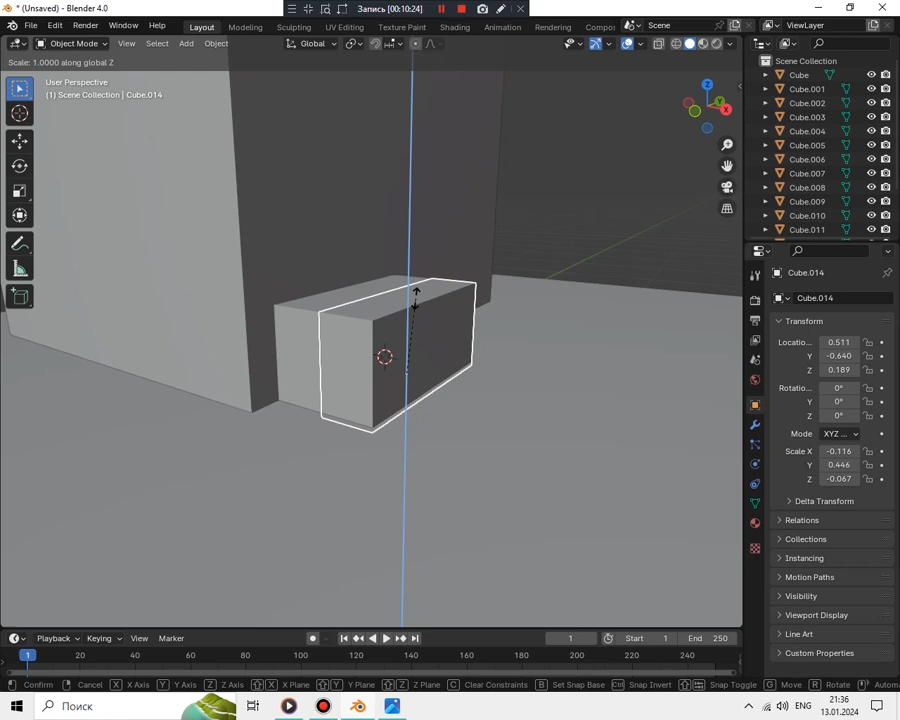 * (Unsaved) - Blender 4.0
Запись [00:10:24]
File Edit Render Window Help
Layout Modeling Sculpting UV Editing Texture Paint Shading Animation Rendering Compos
Scene
ViewLayer
Object Mode View Select Add Object
Global
Scale: 1.0000 along global Z
User Perspective
(1) Scene Collection | Cube.014
Z
Y
X
Scene Collection
Cube
Cube.001
Cube.002
Cube.003
Cube.004
Cube.005
Cube.006
Cube.007
Cube.008
Cube.009
Cube.010
Cube.011
Cube.014
Cube.014
Transform
Locatio... 0.511
Y -0.640
Z 0.189
Rotatio... 0°
Y 0°
Z 0°
Mode XYZ ...
Scale X -0.116
Y 0.446
Z -0.067
Delta Transform
Relations
Collections
Instancing
Motion Paths
Visibility
Viewport Display
Line Art
Custom Properties
Playback Keying View Marker
1 Start 1 End 250
1 20 40 60 80 100 120 140 160 180 200 220 240
Confirm Cancel X X Axis Y Y Axis Z Z Axis X X Plane Y Y Plane Z Z Plane C Clear Constraints B Set Snap Base Ctrl Snap Invert Snap Toggle G Move R Rotate Automa
Поиск
ENG
21:36
13.01.2024